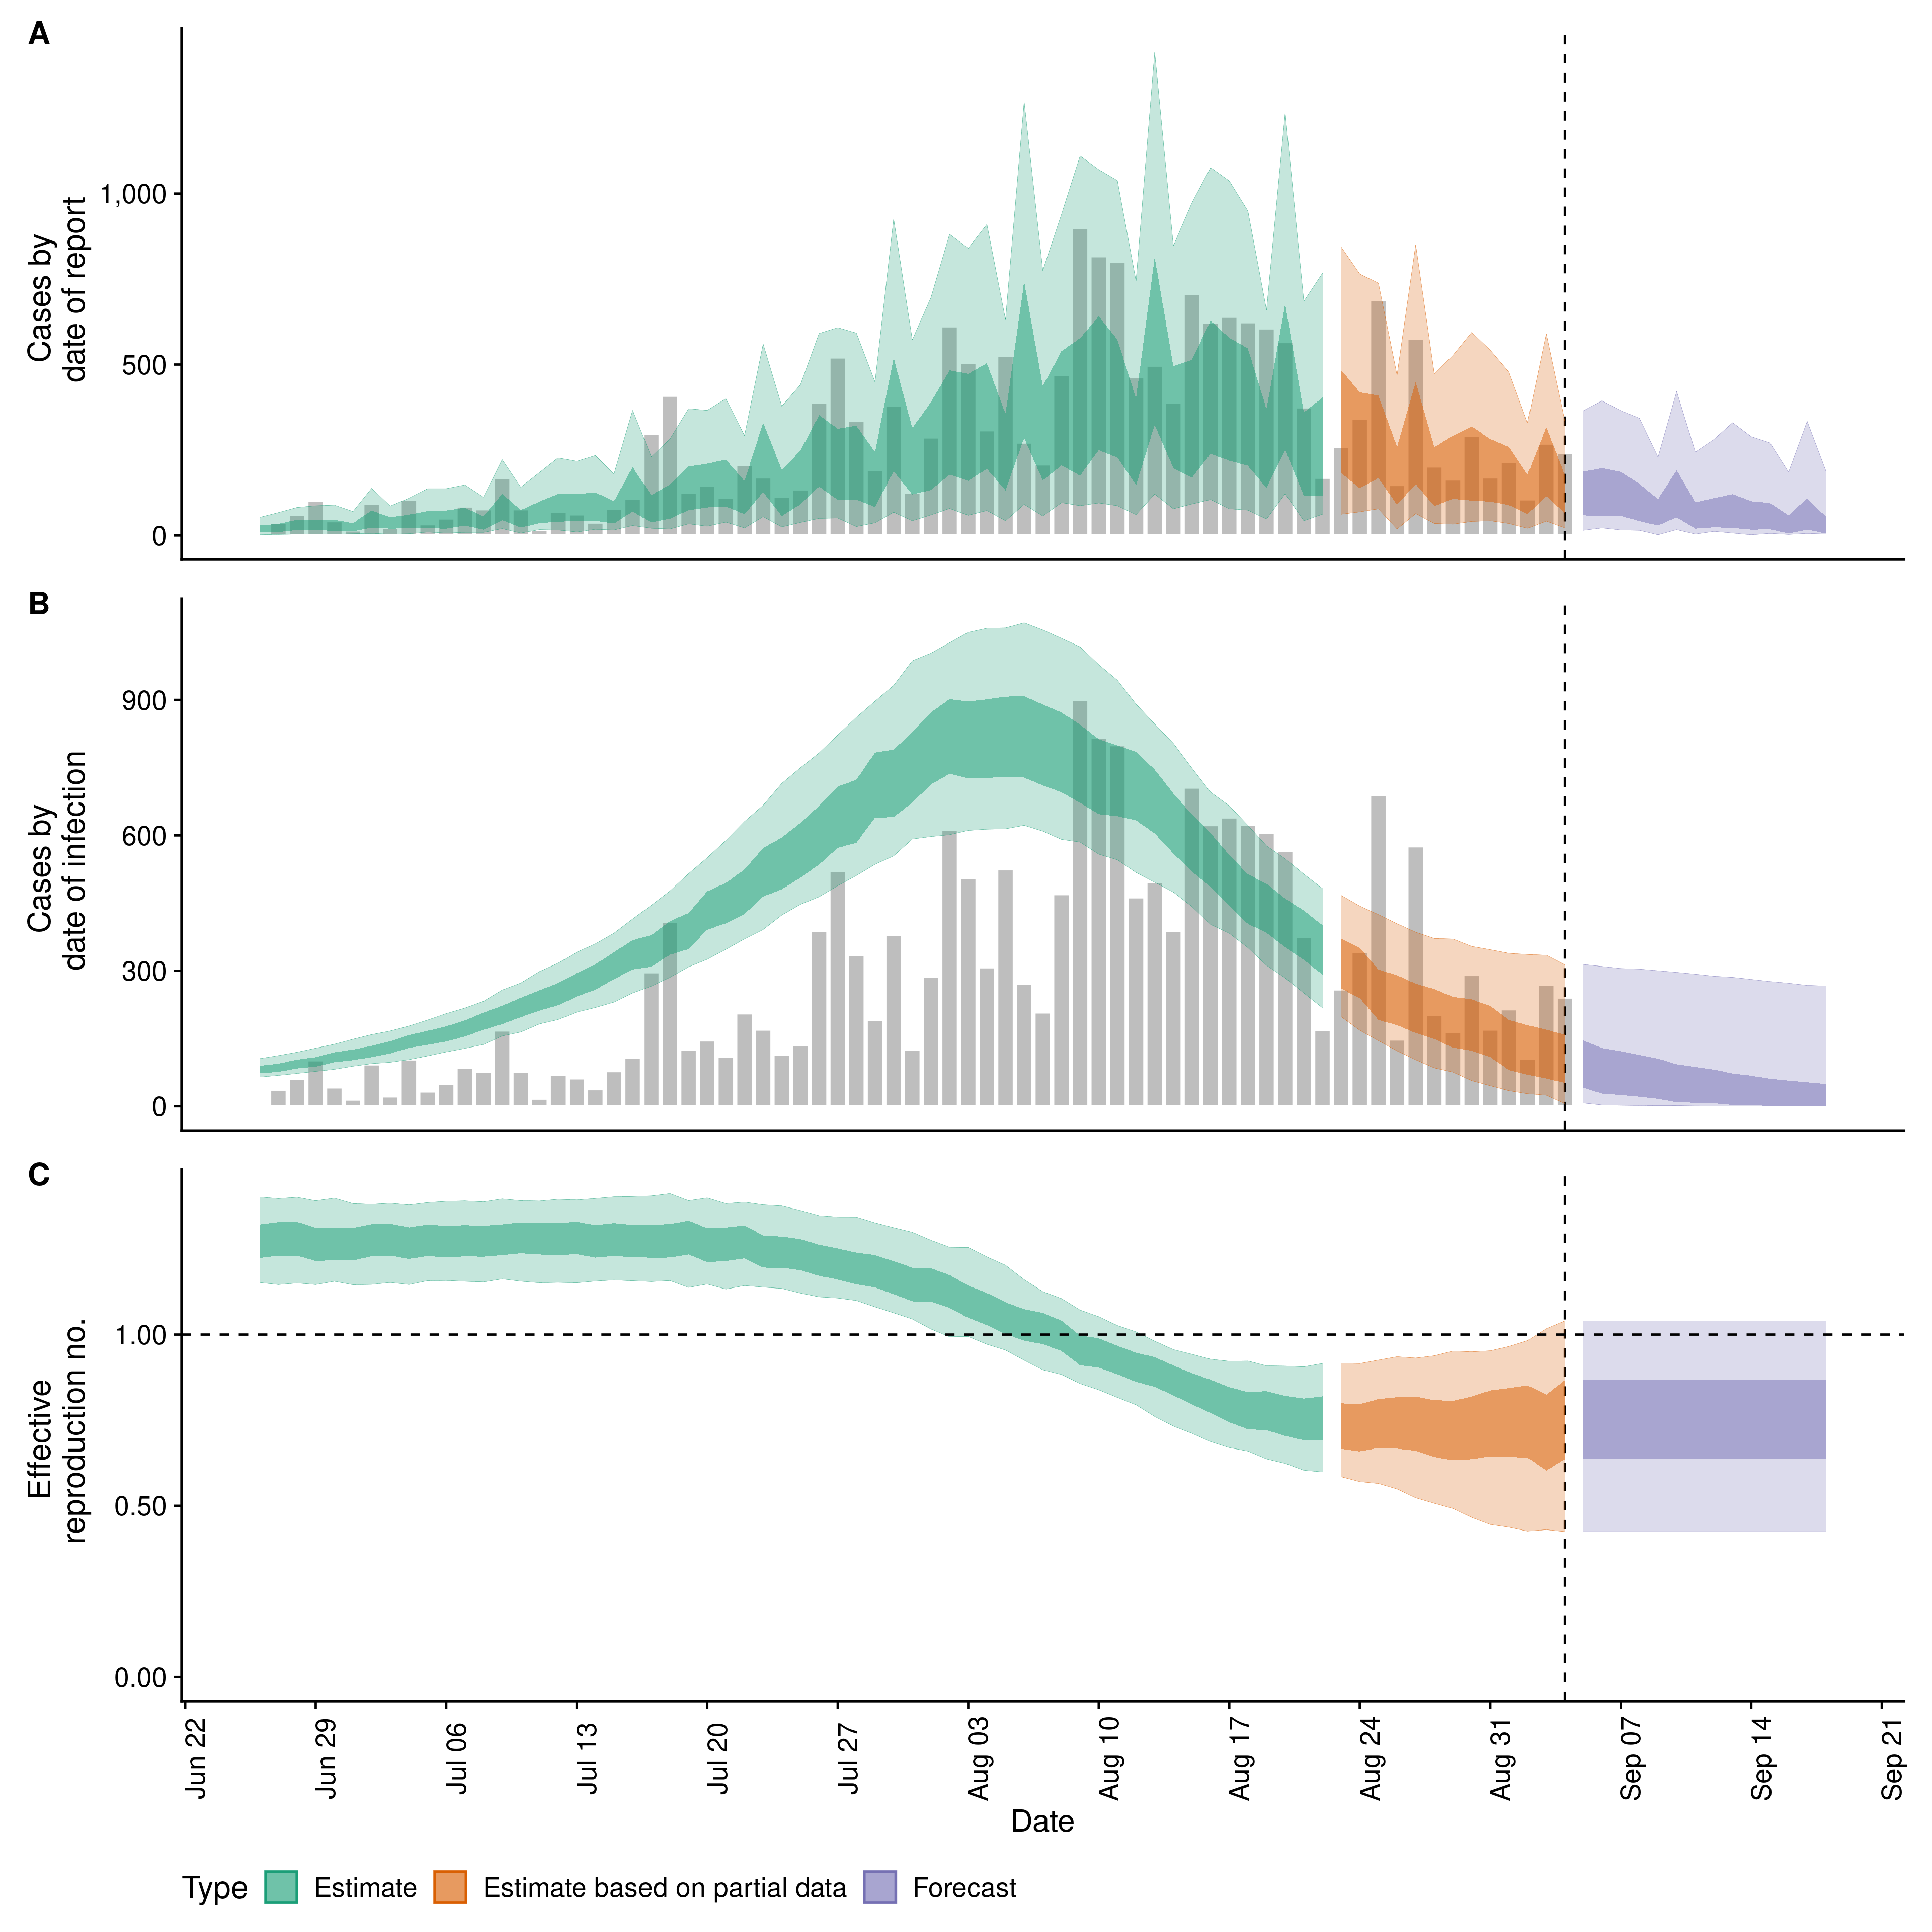 A
Cases by
date of report
1,000
500
0
B
Cases by
date of infection
900
600
300
0
C
Effective
reproduction no.
1.00
0.50
0.00
Jun 22
Jun 29
Jul 06
Jul 13
Jul 20
Jul 27
Aug 03
Aug 10
Aug 17
Aug 24
Aug 31
Sep 07
Sep 14
Sep 21
Date
Type Estimate Estimate based on partial data Forecast